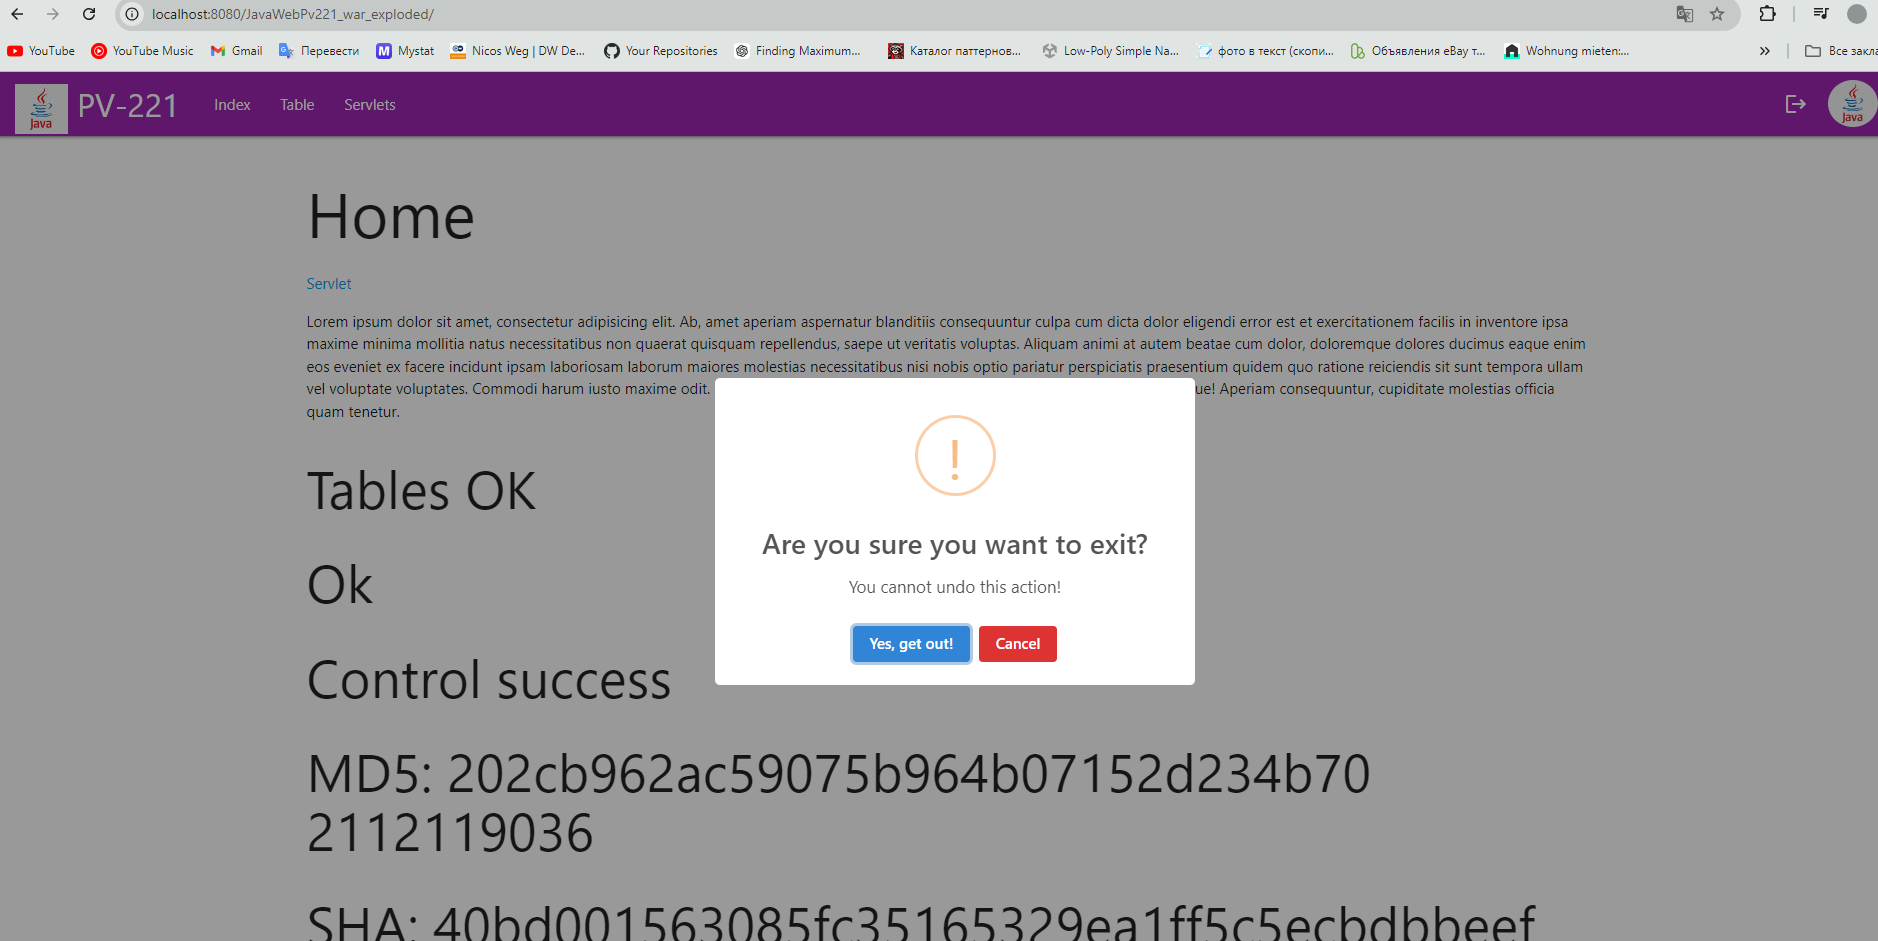 localhost:8080/JavaWebPv221_war_exploded/
YouTube YouTube Music Gmail Перевести Mystat Nicos Weg | DW De... Your Repositories Finding Maximum... Каталог паттернов... Low-Poly Simple Na... фото в текст (скопи... Объявления eBay т... Wohnung mieten:... » Все закла
Java PV-221 Index Table Servlets Java
Home
Servlet
Lorem ipsum dolor sit amet, consectetur adipisicing elit. Ab, amet aperiam aspernatur blanditiis consequuntur culpa cum dicta dolor eligendi error est et exercitationem facilis in inventore ipsa
maxime minima mollitia natus necessitatibus non quaerat quisquam repellendus, saepe ut veritatis voluptas. Aliquam animi at autem beatae cum dolor, doloremque dolores ducimus eaque enim
eos eveniet ex facere incidunt ipsam laboriosam laborum maiores molestias necessitatibus nisi nobis optio pariatur perspiciatis praesentium quidem quo ratione reiciendis sit sunt tempora ullam
vel voluptate voluptates. Commodi harum iusto maxime odit. ue! Aperiam consequuntur, cupiditate molestias officia
quam tenetur.
Tables OK
Ok
Control success
MD5: 202cb962ac59075b964b07152d234b70
2112119036
SHA: 40bd001563085fc35165329ea1ff5c5ecbdbbeef
!
Are you sure you want to exit?
You cannot undo this action!
Yes, get out! Cancel